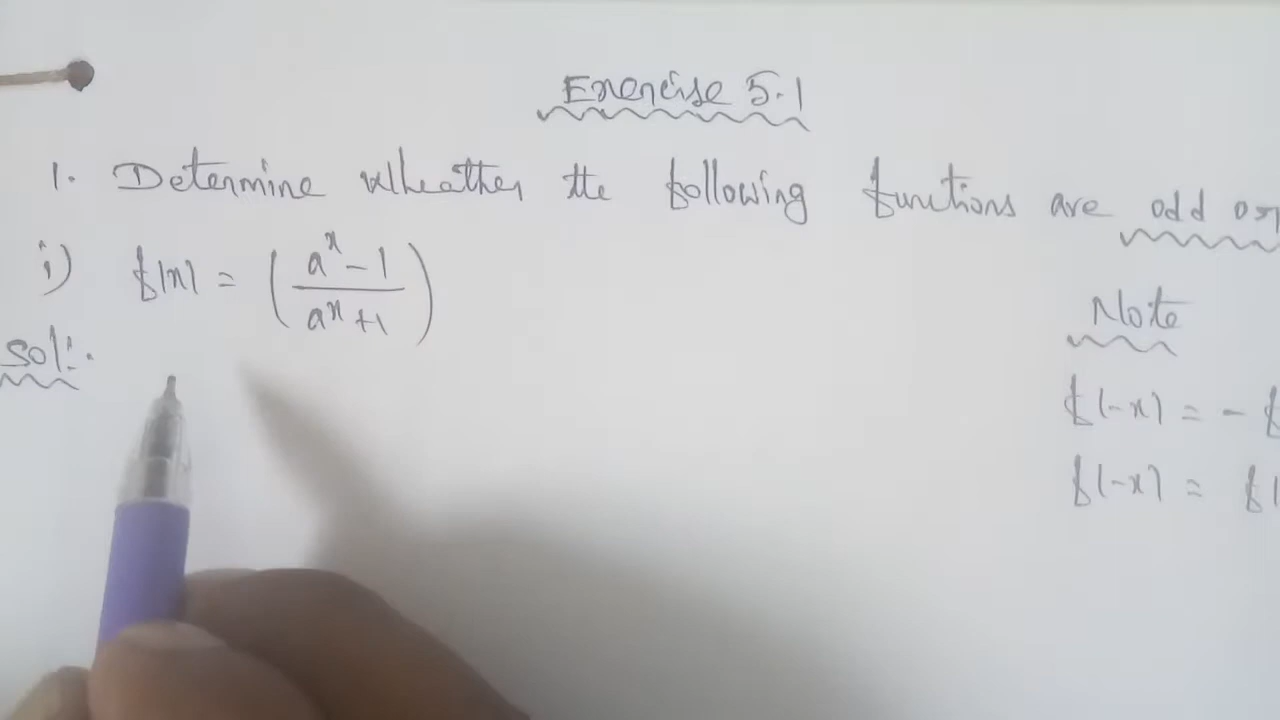 Exercise 5.1
1. Determine wheather the following functions are odd or
i) f(x) = (a^x - 1 / a^x + 1)
Sol:.
Note
f(-x) = - f
f(-x) = f(